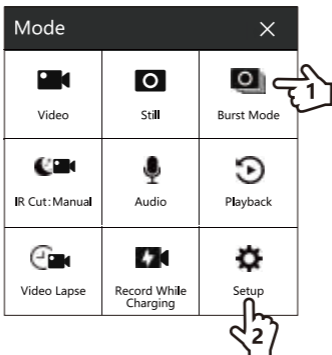 Mode
Video
Still
Burst Mode
1
IR Cut: Manual
Audio
Playback
Video Lapse
Record While
Charging
Setup
2